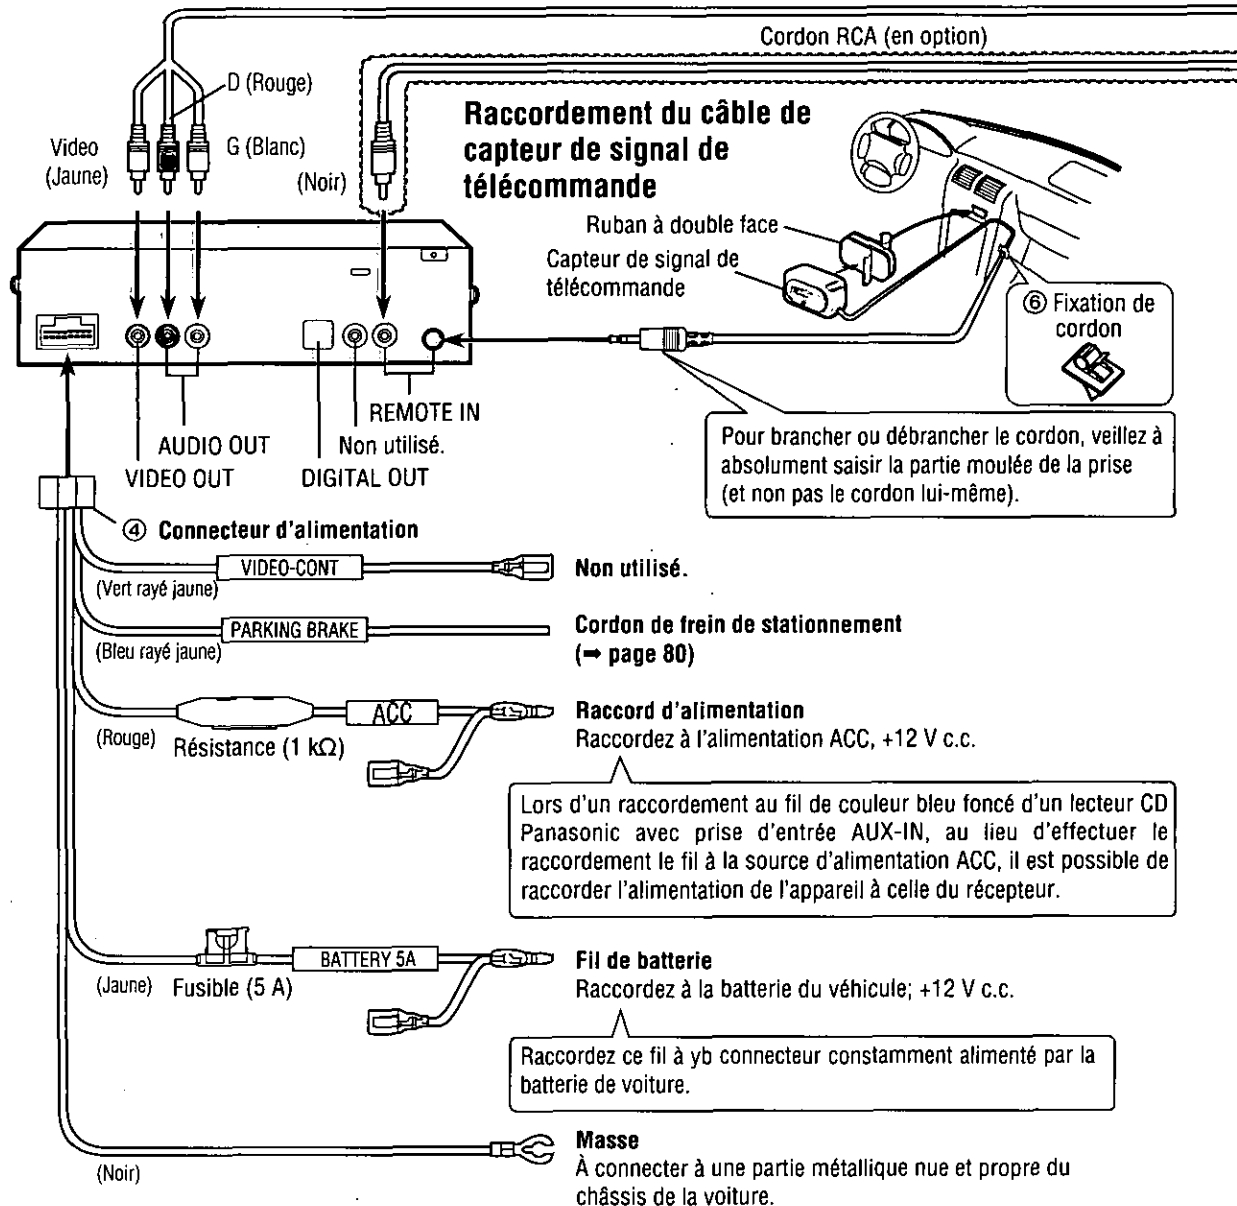 Cordon RCA (en option)
D (Rouge)
Video
(Jaune)
G (Blanc)
(Noir)
Raccordement du câble de
capteur de signal de
télécommande
Ruban à double face
Capteur de signal de
télécommande
⑥ Fixation de
cordon
REMOTE IN
AUDIO OUT
Non utilisé.
VIDEO OUT
DIGITAL OUT
Pour brancher ou débrancher le cordon, veillez à
absolument saisir la partie moulée de la prise
(et non pas le cordon lui-même).
④ Connecteur d'alimentation
VIDEO-CONT
(Vert rayé jaune)
Non utilisé.
PARKING BRAKE
(Bleu rayé jaune)
Cordon de frein de stationnement
(➡ page 80)
ACC
(Rouge)
Résistance (1 kΩ)
Raccord d'alimentation
Raccordez à l'alimentation ACC, +12 V c.c.
Lors d'un raccordement au fil de couleur bleu foncé d'un lecteur CD
Panasonic avec prise d'entrée AUX-IN, au lieu d'effectuer le
raccordement le fil à la source d'alimentation ACC, il est possible de
raccorder l'alimentation de l'appareil à celle du récepteur.
BATTERY 5A
(Jaune)
Fusible (5 A)
Fil de batterie
Raccordez à la batterie du véhicule; +12 V c.c.
Raccordez ce fil à yb connecteur constamment alimenté par la
batterie de voiture.
(Noir)
Masse
À connecter à une partie métallique nue et propre du
châssis de la voiture.